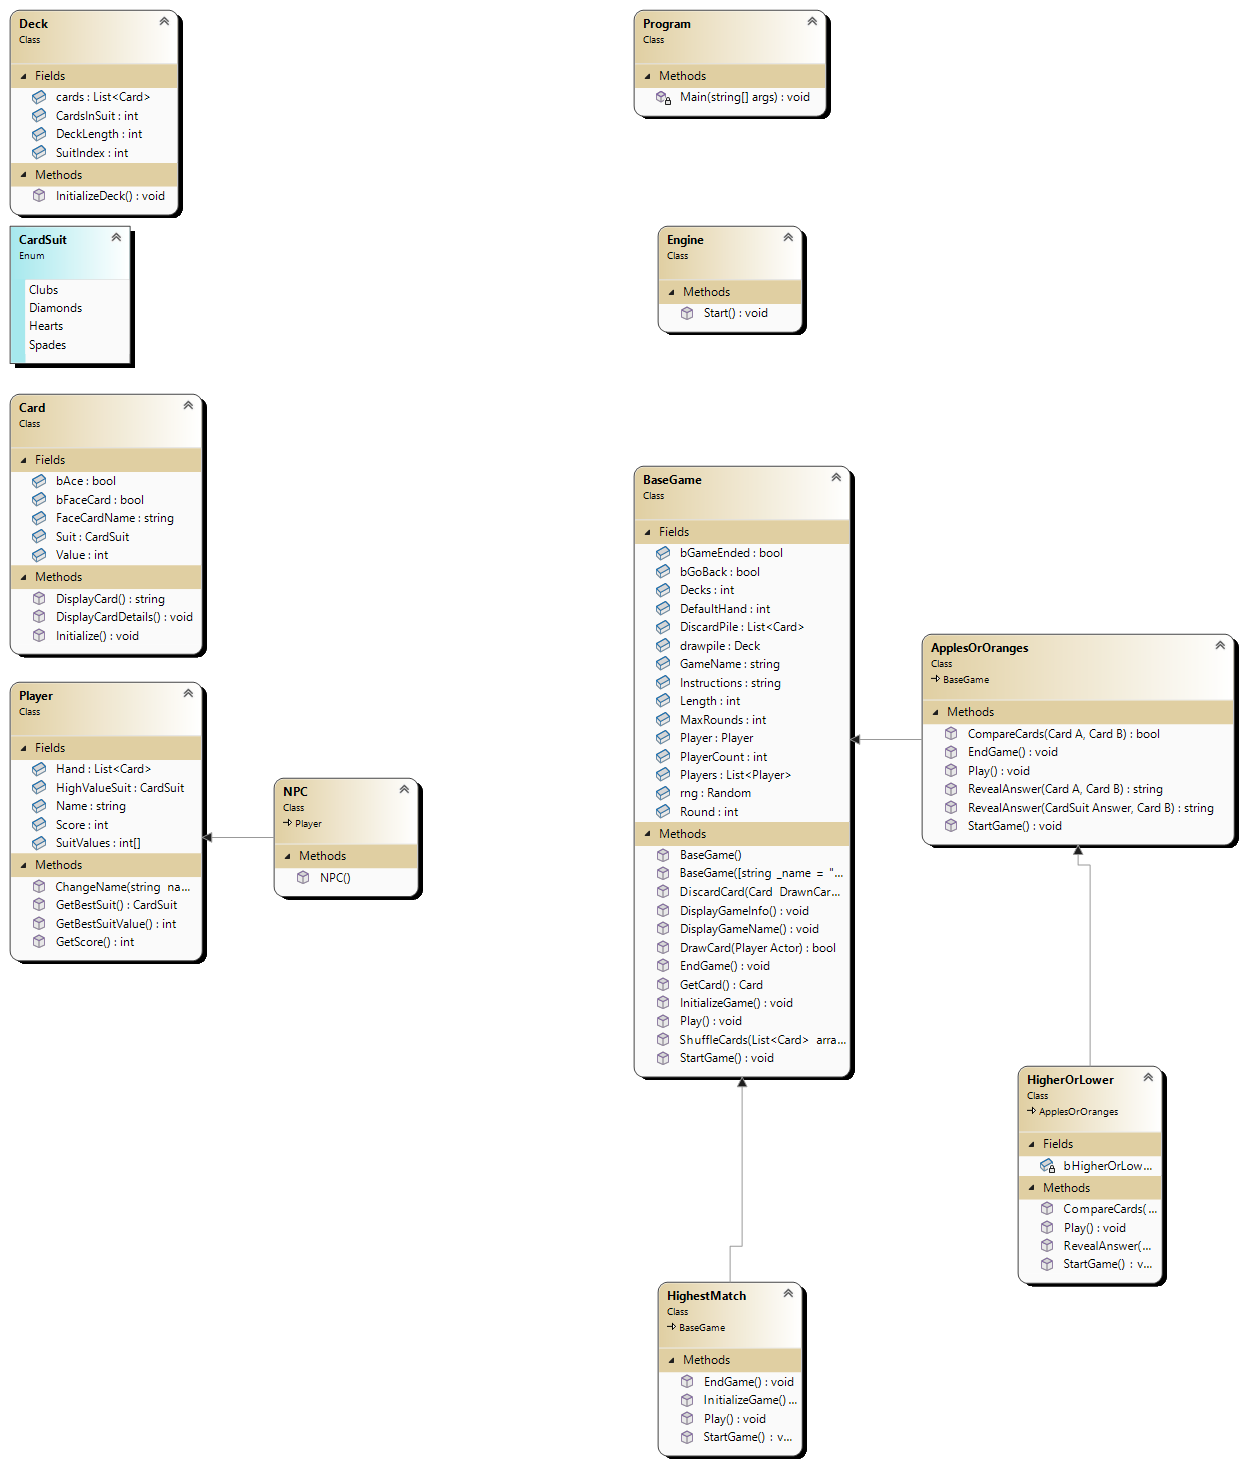 Deck
Class
Fields
cards : List<Card>
CardsInSuit : int
DeckLength : int
SuitIndex : int
Methods
InitializeDeck() : void
CardSuit
Enum
Clubs
Diamonds
Hearts
Spades
Card
Class
Fields
bAce : bool
bFaceCard : bool
FaceCardName : string
Suit : CardSuit
Value : int
Methods
DisplayCard() : string
DisplayCardDetails() : void
Initialize() : void
Player
Class
Fields
Hand : List<Card>
HighValueSuit : CardSuit
Name : string
Score : int
SuitValues : int[]
Methods
ChangeName(string na...
GetBestSuit() : CardSuit
GetBestSuitValue() : int
GetScore() : int
NPC
Class
Player
Methods
NPC()
Program
Class
Methods
Main(string[] args) : void
Engine
Class
Methods
Start() : void
BaseGame
Class
Fields
bGameEnded : bool
bGoBack : bool
Decks : int
DefaultHand : int
DiscardPile : List<Card>
drawpile : Deck
GameName : string
Instructions : string
Length : int
MaxRounds : int
Player : Player
PlayerCount : int
Players : List<Player>
rng : Random
Round : int
Methods
BaseGame()
BaseGame([string _name = "...
DiscardCard(Card DrawnCar...
DisplayGameInfo() : void
DisplayGameName() : void
DrawCard(Player Actor) : bool
EndGame() : void
GetCard() : Card
InitializeGame() : void
Play() : void
ShuffleCards(List<Card> arra...
StartGame() : void
ApplesOrOranges
Class
BaseGame
Methods
CompareCards(Card A, Card B) : bool
EndGame() : void
Play() : void
RevealAnswer(Card A, Card B) : string
RevealAnswer(CardSuit Answer, Card B) : string
StartGame() : void
HigherOrLower
Class
ApplesOrOranges
Fields
bHigherOrLow...
Methods
CompareCards(...
Play() : void
RevealAnswer(...
StartGame() : v...
HighestMatch
Class
BaseGame
Methods
EndGame() : void
InitializeGame() ...
Play() : void
StartGame() : v...